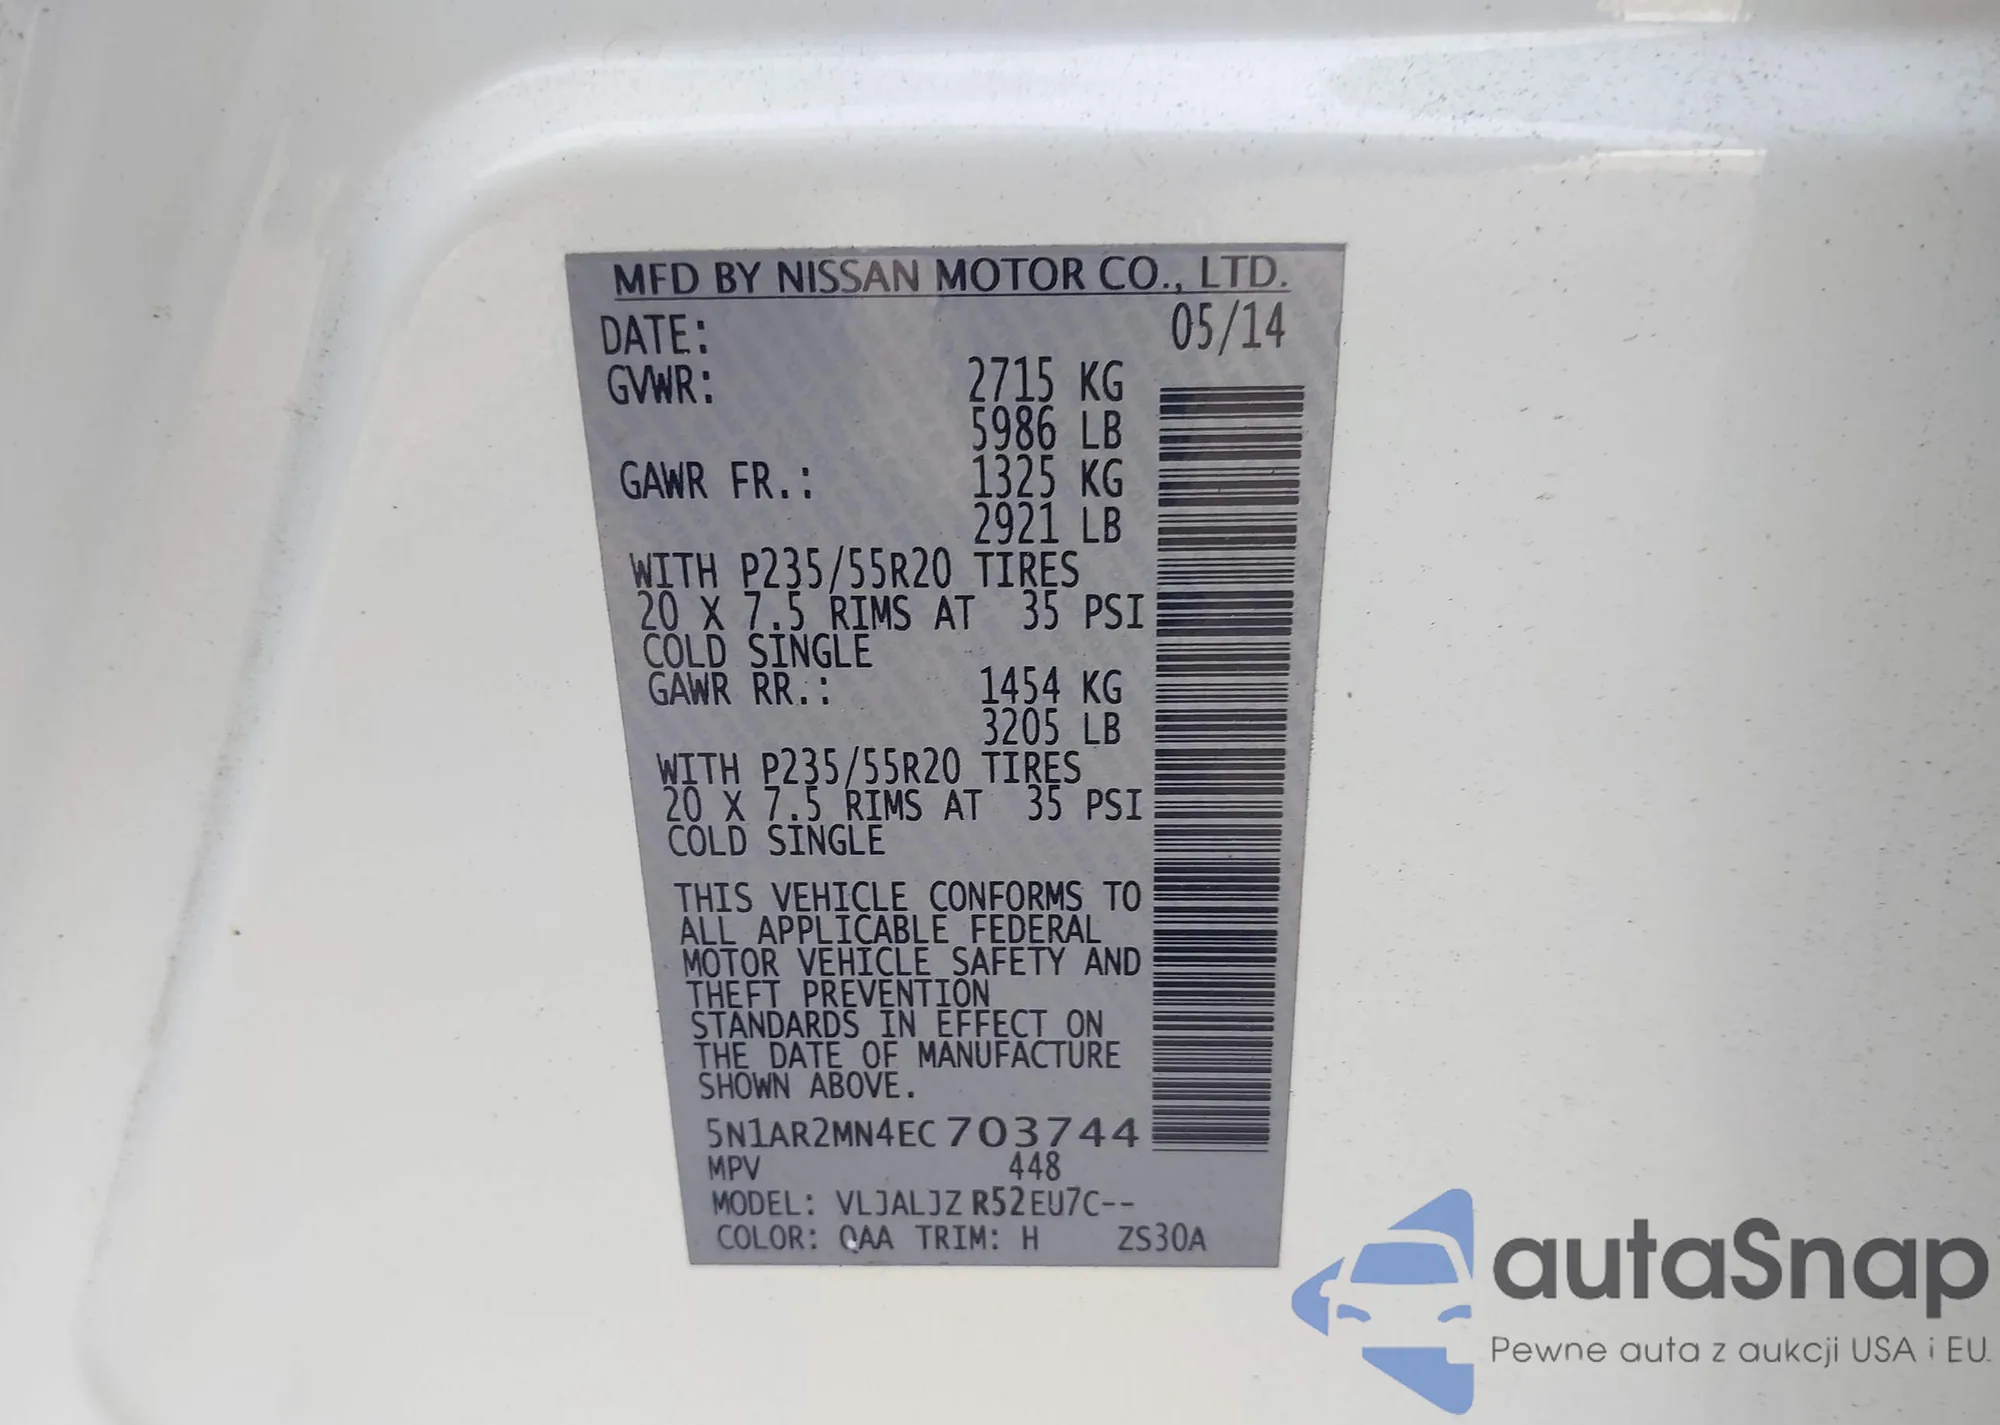 MFD BY NISSAN MOTOR CO., LTD.
DATE: 05/14
GVWR: 2715 KG
5986 LB
GAWR FR.: 1325 KG
2921 LB
WITH P235/55R20 TIRES
20 X 7.5 RIMS AT 35 PSI
COLD SINGLE
GAWR RR.: 1454 KG
3205 LB
WITH P235/55R20 TIRES
20 X 7.5 RIMS AT 35 PSI
COLD SINGLE
THIS VEHICLE CONFORMS TO
ALL APPLICABLE FEDERAL
MOTOR VEHICLE SAFETY AND
THEFT PREVENTION
STANDARDS IN EFFECT ON
THE DATE OF MANUFACTURE
SHOWN ABOVE.
5N1AR2MN4EC703744
MPV 448
MODEL: VLJALJZ R52EU7C--
COLOR: QAA TRIM: H ZS30A
autaSnap
Pewne auta z aukcji USA i EU.